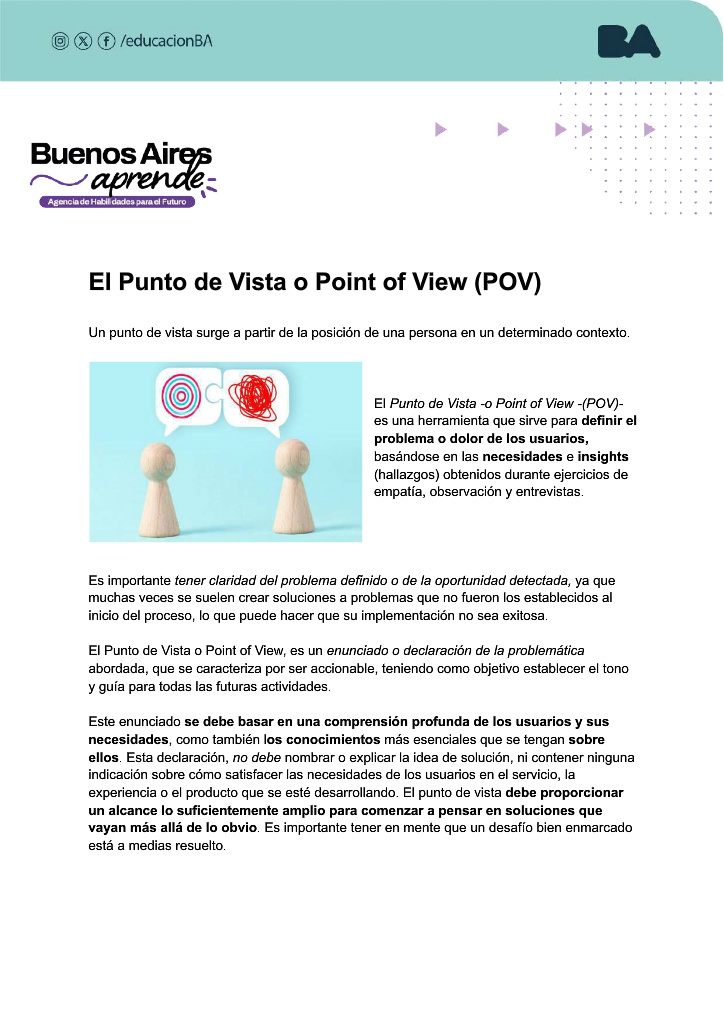 /educacionBA
BA
Buenos Aires
aprende
Agencia de Habilidades para el Futuro
El Punto de Vista o Point of View (POV)
Un punto de vista surge a partir de la posición de una persona en un determinado contexto.
El Punto de Vista -o Point of View -(POV)-
es una herramienta que sirve para definir el
problema o dolor de los usuarios,
basándose en las necesidades e insights
(hallazgos) obtenidos durante ejercicios de
empatía, observación y entrevistas.
Es importante tener claridad del problema definido o de la oportunidad detectada, ya que
muchas veces se suelen crear soluciones a problemas que no fueron los establecidos al
inicio del proceso, lo que puede hacer que su implementación no sea exitosa.
El Punto de Vista o Point of View, es un enunciado o declaración de la problemática
abordada, que se caracteriza por ser accionable, teniendo como objetivo establecer el tono
y guía para todas las futuras actividades.
Este enunciado se debe basar en una comprensión profunda de los usuarios y sus
necesidades, como también los conocimientos más esenciales que se tengan sobre
ellos. Esta declaración, no debe nombrar o explicar la idea de solución, ni contener ninguna
indicación sobre cómo satisfacer las necesidades de los usuarios en el servicio, la
experiencia o el producto que se esté desarrollando. El punto de vista debe proporcionar
un alcance lo suficientemente amplio para comenzar a pensar en soluciones que
vayan más allá de lo obvio. Es importante tener en mente que un desafío bien enmarcado
está a medias resuelto.